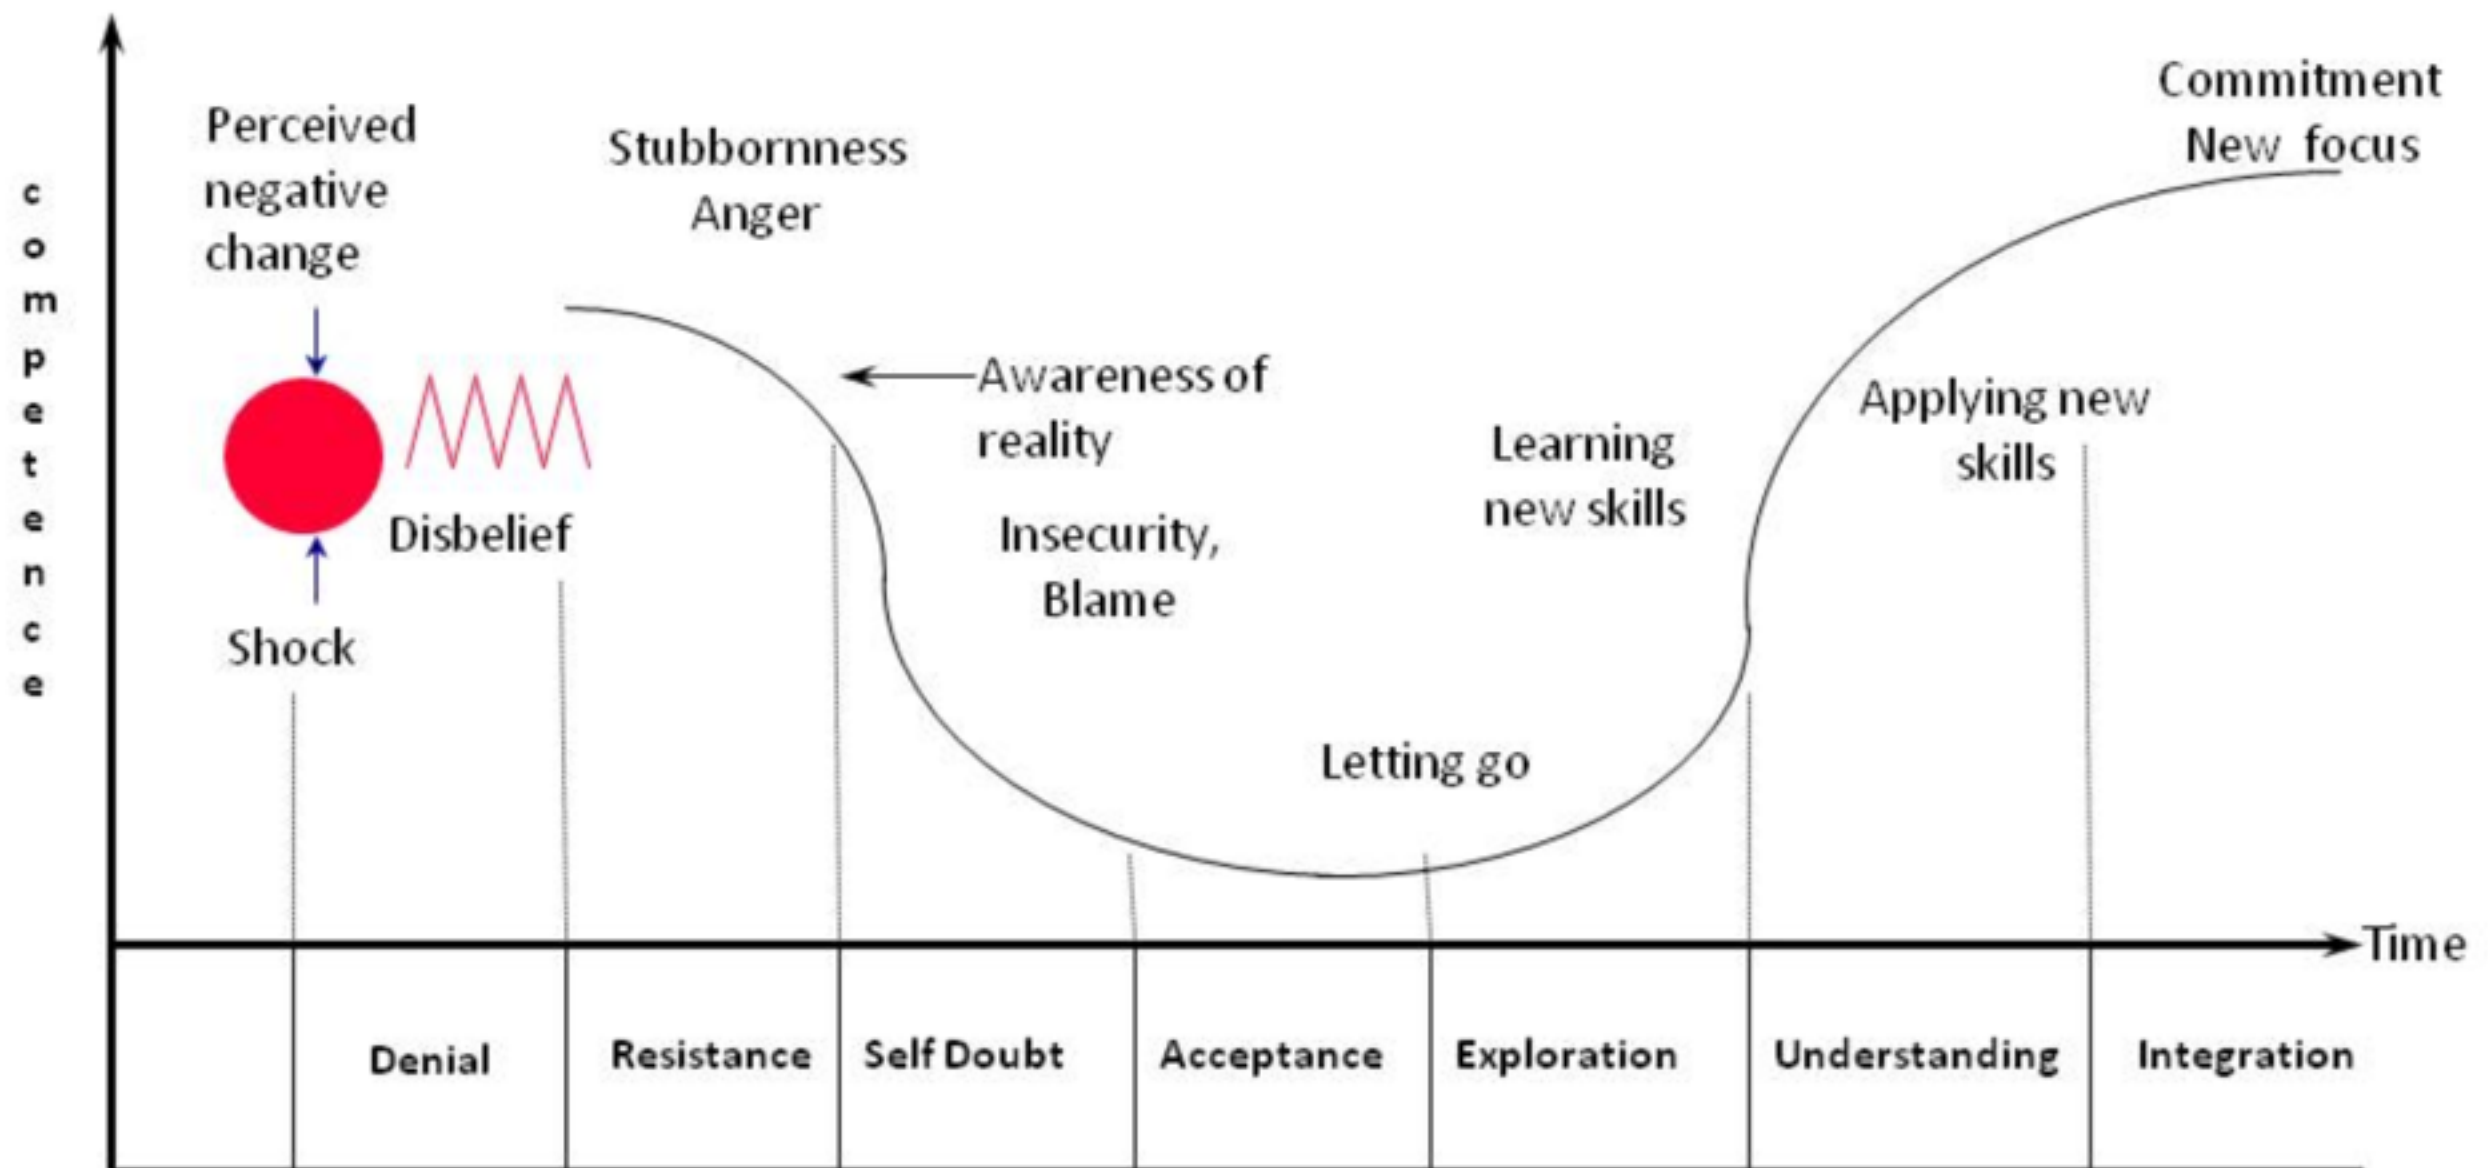 competence
Perceived
negative
change
Shock
Disbelief
Stubbornness
Anger
Awareness of
reality
Insecurity,
Blame
Letting go
Learning
new skills
Applying new
skills
Commitment
New focus
Time
Denial
Resistance
Self Doubt
Acceptance
Exploration
Understanding
Integration